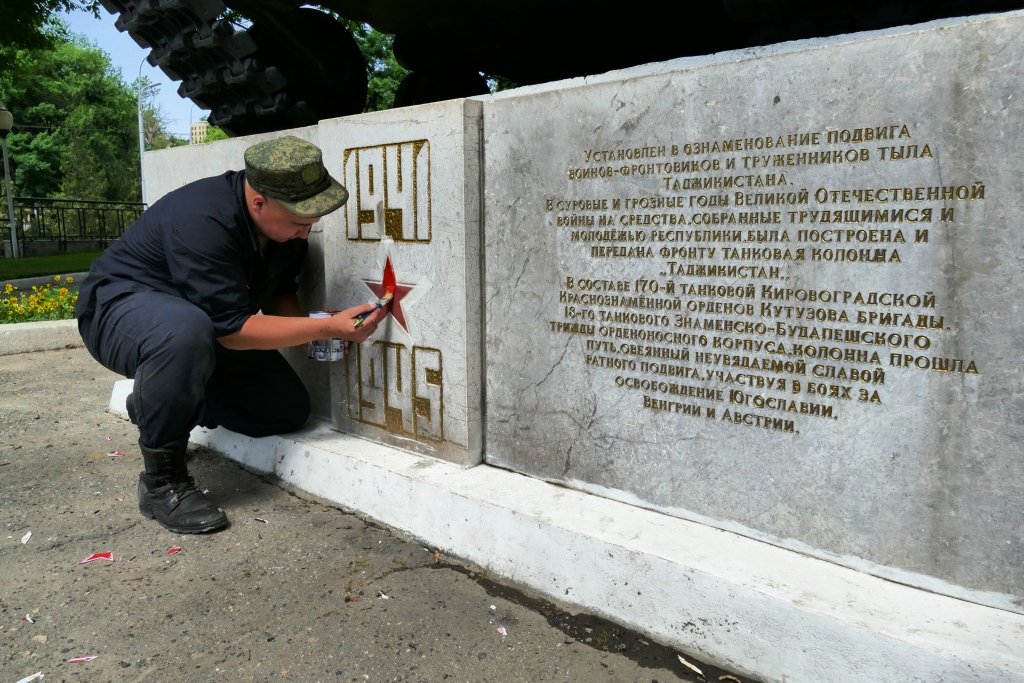 1941
1945
Установлен в ознаменование подвига
воинов-фронтовиков и труженников тыла
Таджикистана.
В суровые и грозные годы Великой Отечественной
войны на средства, собранные трудящимися и
молодёжью республики, была построена и
передана фронту танковая колонна
„Таджикистан„.
В составе 170-й танковой Кировоградской
Краснознамённой орденов Кутузова бригады,
18-го танкового Знаменско-Будапешского
трижды орденоносного корпуса, колонна прошла
путь, овеянный неувядаемой славой
ратного подвига, участвуя в боях за
освобождение Югославии,
Венгрии и Австрии.